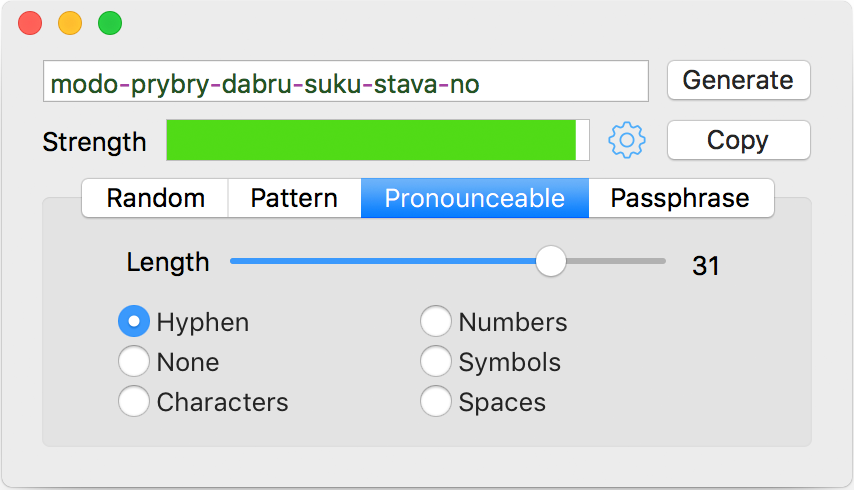 modo-prybry-dabru-suku-stava-no Generate
Strength Copy
Random Pattern Pronounceable Passphrase
Length 31
Hyphen Numbers
None Symbols
Characters Spaces